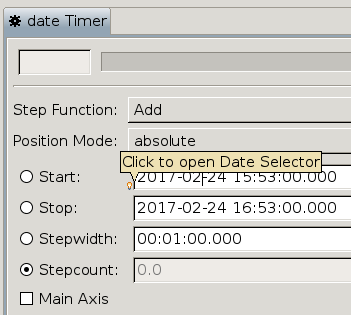 date Timer
Step Function: Add
Position Mode: absolute
Click to open Date Selector
Start: 2017-02-24 15:53:00.000
Stop: 2017-02-24 16:53:00.000
Stepwidth: 00:01:00.000
Stepcount: 0.0
Main Axis